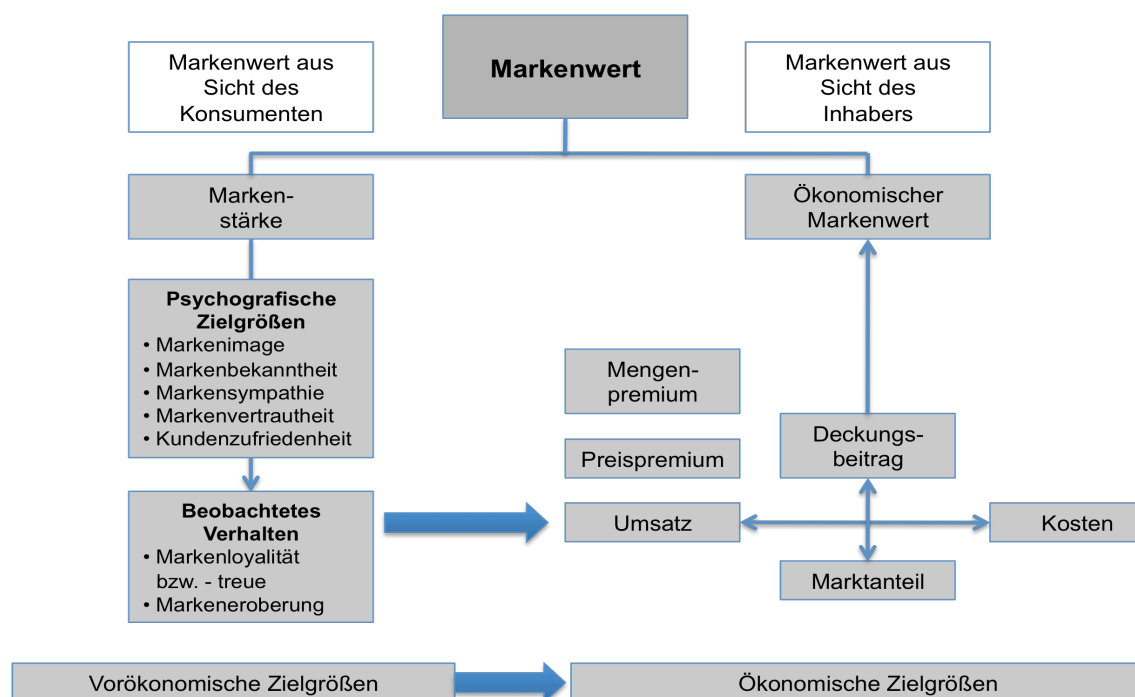 Markenwert
Markenwert aus
Sicht des
Konsumenten
Markenwert aus
Sicht des
Inhabers
Marken-
stärke
Ökonomischer
Markenwert
Psychografische
Zielgrößen
• Markenimage
• Markenbekanntheit
• Markensympathie
• Markenvertrautheit
• Kundenzufriedenheit
Beobachtetes
Verhalten
• Markenloyalität
bzw. - treue
• Markeneroberung
Mengen-
premium
Preispremium
Umsatz
Deckungs-
beitrag
Kosten
Marktanteil
Vorökonomische Zielgrößen
Ökonomische Zielgrößen